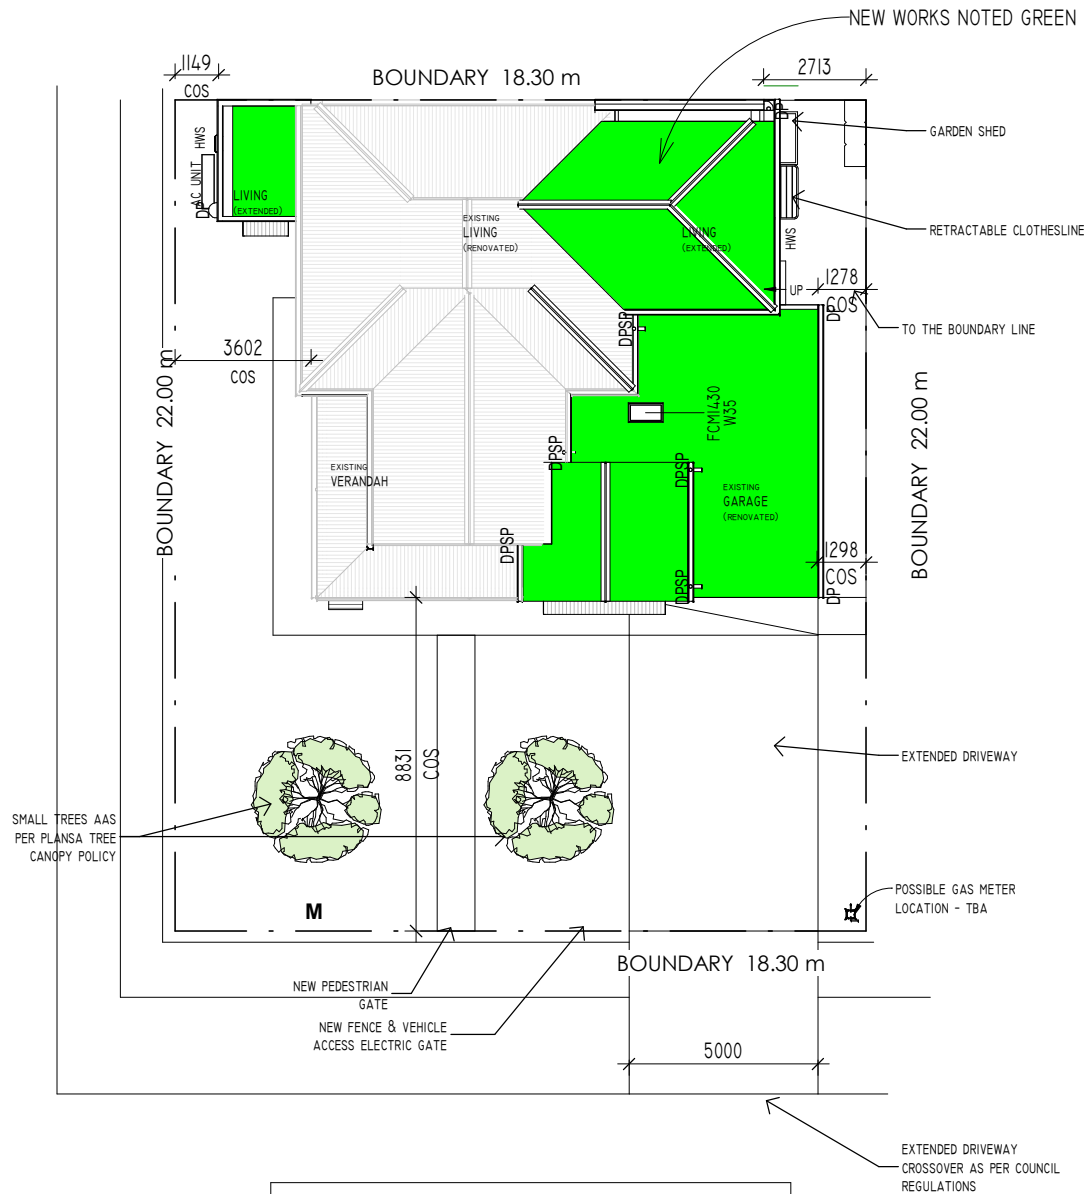 NEW WORKS NOTED GREEN
1149
COS
BOUNDARY 18.30 m
2713
GARDEN SHED
HWS
AC UNIT
DP
LIVING
(EXTENDED)
EXISTING
LIVING
(RENOVATED)
LIVING
(EXTENDED)
HWS
RETRACTABLE CLOTHESLINE
UP
1278
COS
DP
TO THE BOUNDARY LINE
DPSP
3602
COS
BOUNDARY 22.00 m
BOUNDARY 22.00 m
FCM1430
W35
EXISTING
VERANDAH
DPSP
DPSP
EXISTING
GARAGE
(RENOVATED)
DPSP
1298
COS
DPSP
DP
8831
COS
EXTENDED DRIVEWAY
SMALL TREES AAS
PER PLANSA TREE
CANOPY POLICY
M
POSSIBLE GAS METER
LOCATION - TBA
BOUNDARY 18.30 m
NEW PEDESTRIAN
GATE
NEW FENCE & VEHICLE
ACCESS ELECTRIC GATE
5000
EXTENDED DRIVEWAY
CROSSOVER AS PER COUNCIL
REGULATIONS